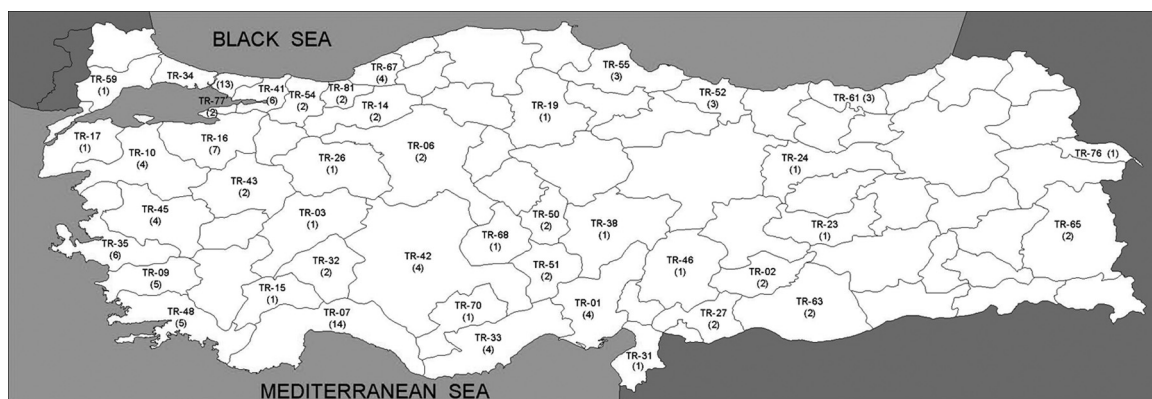 BLACK SEA
TR-59
(1)
TR-34
(13)
TR-77
(2)
TR-41
(6)
TR-54
(2)
TR-81
(2)
TR-67
(4)
TR-14
(2)
TR-55
(3)
TR-19
(1)
TR-52
(3)
TR-61 (3)
TR-17
(1)
TR-10
(4)
TR-16
(7)
TR-26
(1)
TR-06
(2)
TR-24
(1)
TR-76 (1)
TR-43
(2)
TR-45
(4)
TR-03
(1)
TR-50
(2)
TR-38
(1)
TR-23
(1)
TR-65
(2)
TR-35
(6)
TR-68
(1)
TR-42
(4)
TR-32
(2)
TR-51
(2)
TR-46
(1)
TR-02
(2)
TR-09
(5)
TR-15
(1)
TR-48
(5)
TR-07
(14)
TR-70
(1)
TR-01
(4)
TR-63
(2)
TR-27
(2)
TR-33
(4)
TR-31
(1)
MEDITERRANEAN SEA